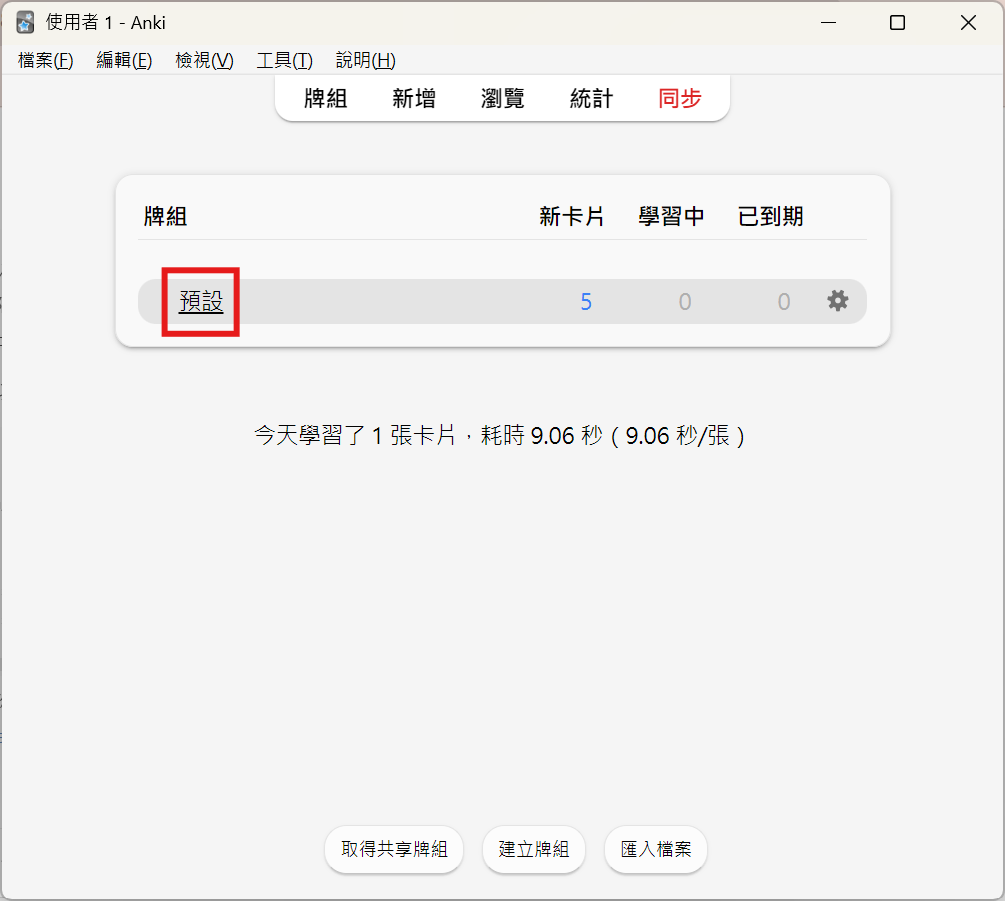 使用者 1 - Anki
檔案(F) 編輯(E) 檢視(V) 工具(T) 說明(H)
牌組 新增 瀏覽 統計 同步
牌組 新卡片 學習中 已到期
預設 5 0 0
今天學習了 1 張卡片，耗時 9.06 秒 ( 9.06 秒/張 )
取得共享牌組 建立牌組 匯入檔案